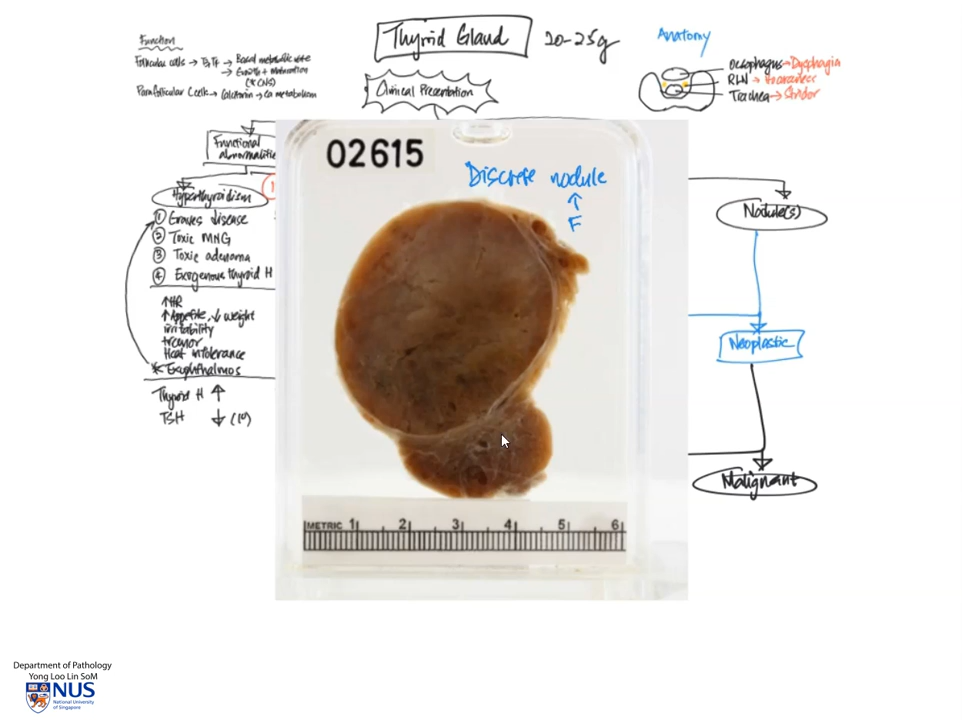 Thyroid Gland
20-25g
Function
Follicular cells → T3T4 → Basal metabolic rate
→ Growth + Maturation
(*CNS)
Parafollicular C cells → Calcitonin → Ca metabolism
Clinical Presentation
Anatomy
Oesophagus → Dysphagia
RLN → Hoarseness
Trachea → Stridor
Functional
abnormalitie
Hyperthyroidism
① Graves disease
② Toxic MNG
③ Toxic adenoma
④ Exogenous thyroid H
↑HR
↑Appetite, ↓ weight
irritability
tremor
Heat intolerance
* Exophthalmos
Thyroid H ↑
TSH ↓ (1°)
02615
Discrete nodule
↑
F
METRIC 1 2 3 4 5 6
Nodule(s)
Neoplastic
Malignant
Department of Pathology
Yong Loo Lin SoM
NUS
National University
of Singapore